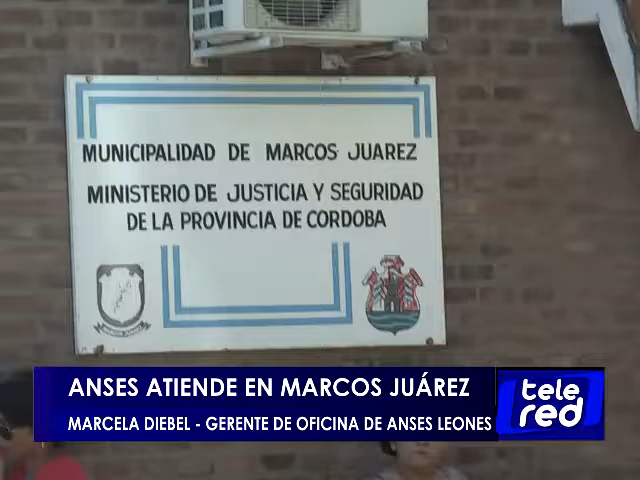 MUNICIPALIDAD DE MARCOS JUAREZ
MINISTERIO DE JUSTICIA Y SEGURIDAD
DE LA PROVINCIA DE CORDOBA
ANSES ATIENDE EN MARCOS JUÁREZ
MARCELA DIEBEL - GERENTE DE OFICINA DE ANSES LEONES
tele
red